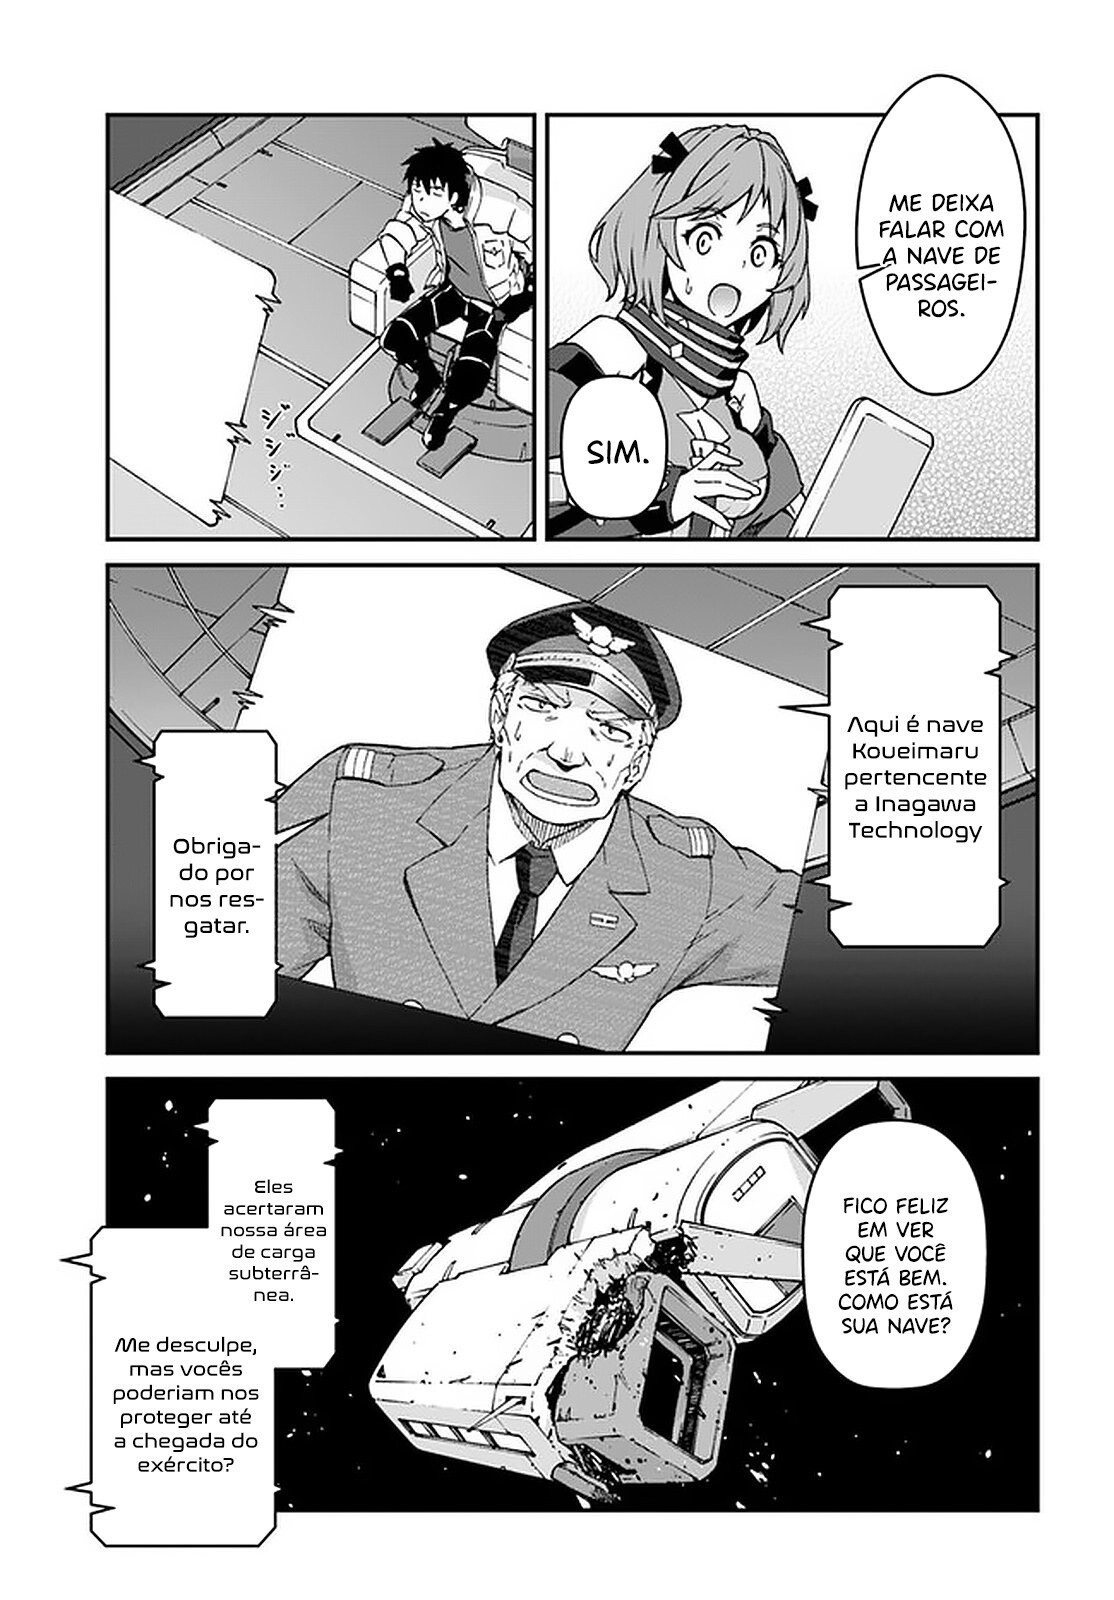 ME DEIXA
FALAR COM
A NAVE DE
PASSAGEI-
ROS.
SIM.
ジジジジ…
Aqui é nave
Koueimaru
pertencente
a Inagawa
Technology
Obriga-
do por
nos res-
gatar.
FICO FELIZ
EM VER
QUE VOCÊ
ESTÁ BEM.
COMO ESTÁ
SUA NAVE?
Eles
acertaram
nossa área
de carga
subterrâ-
nea.
Me desculpe,
mas vocês
poderiam nos
proteger até
a chegada do
exército?